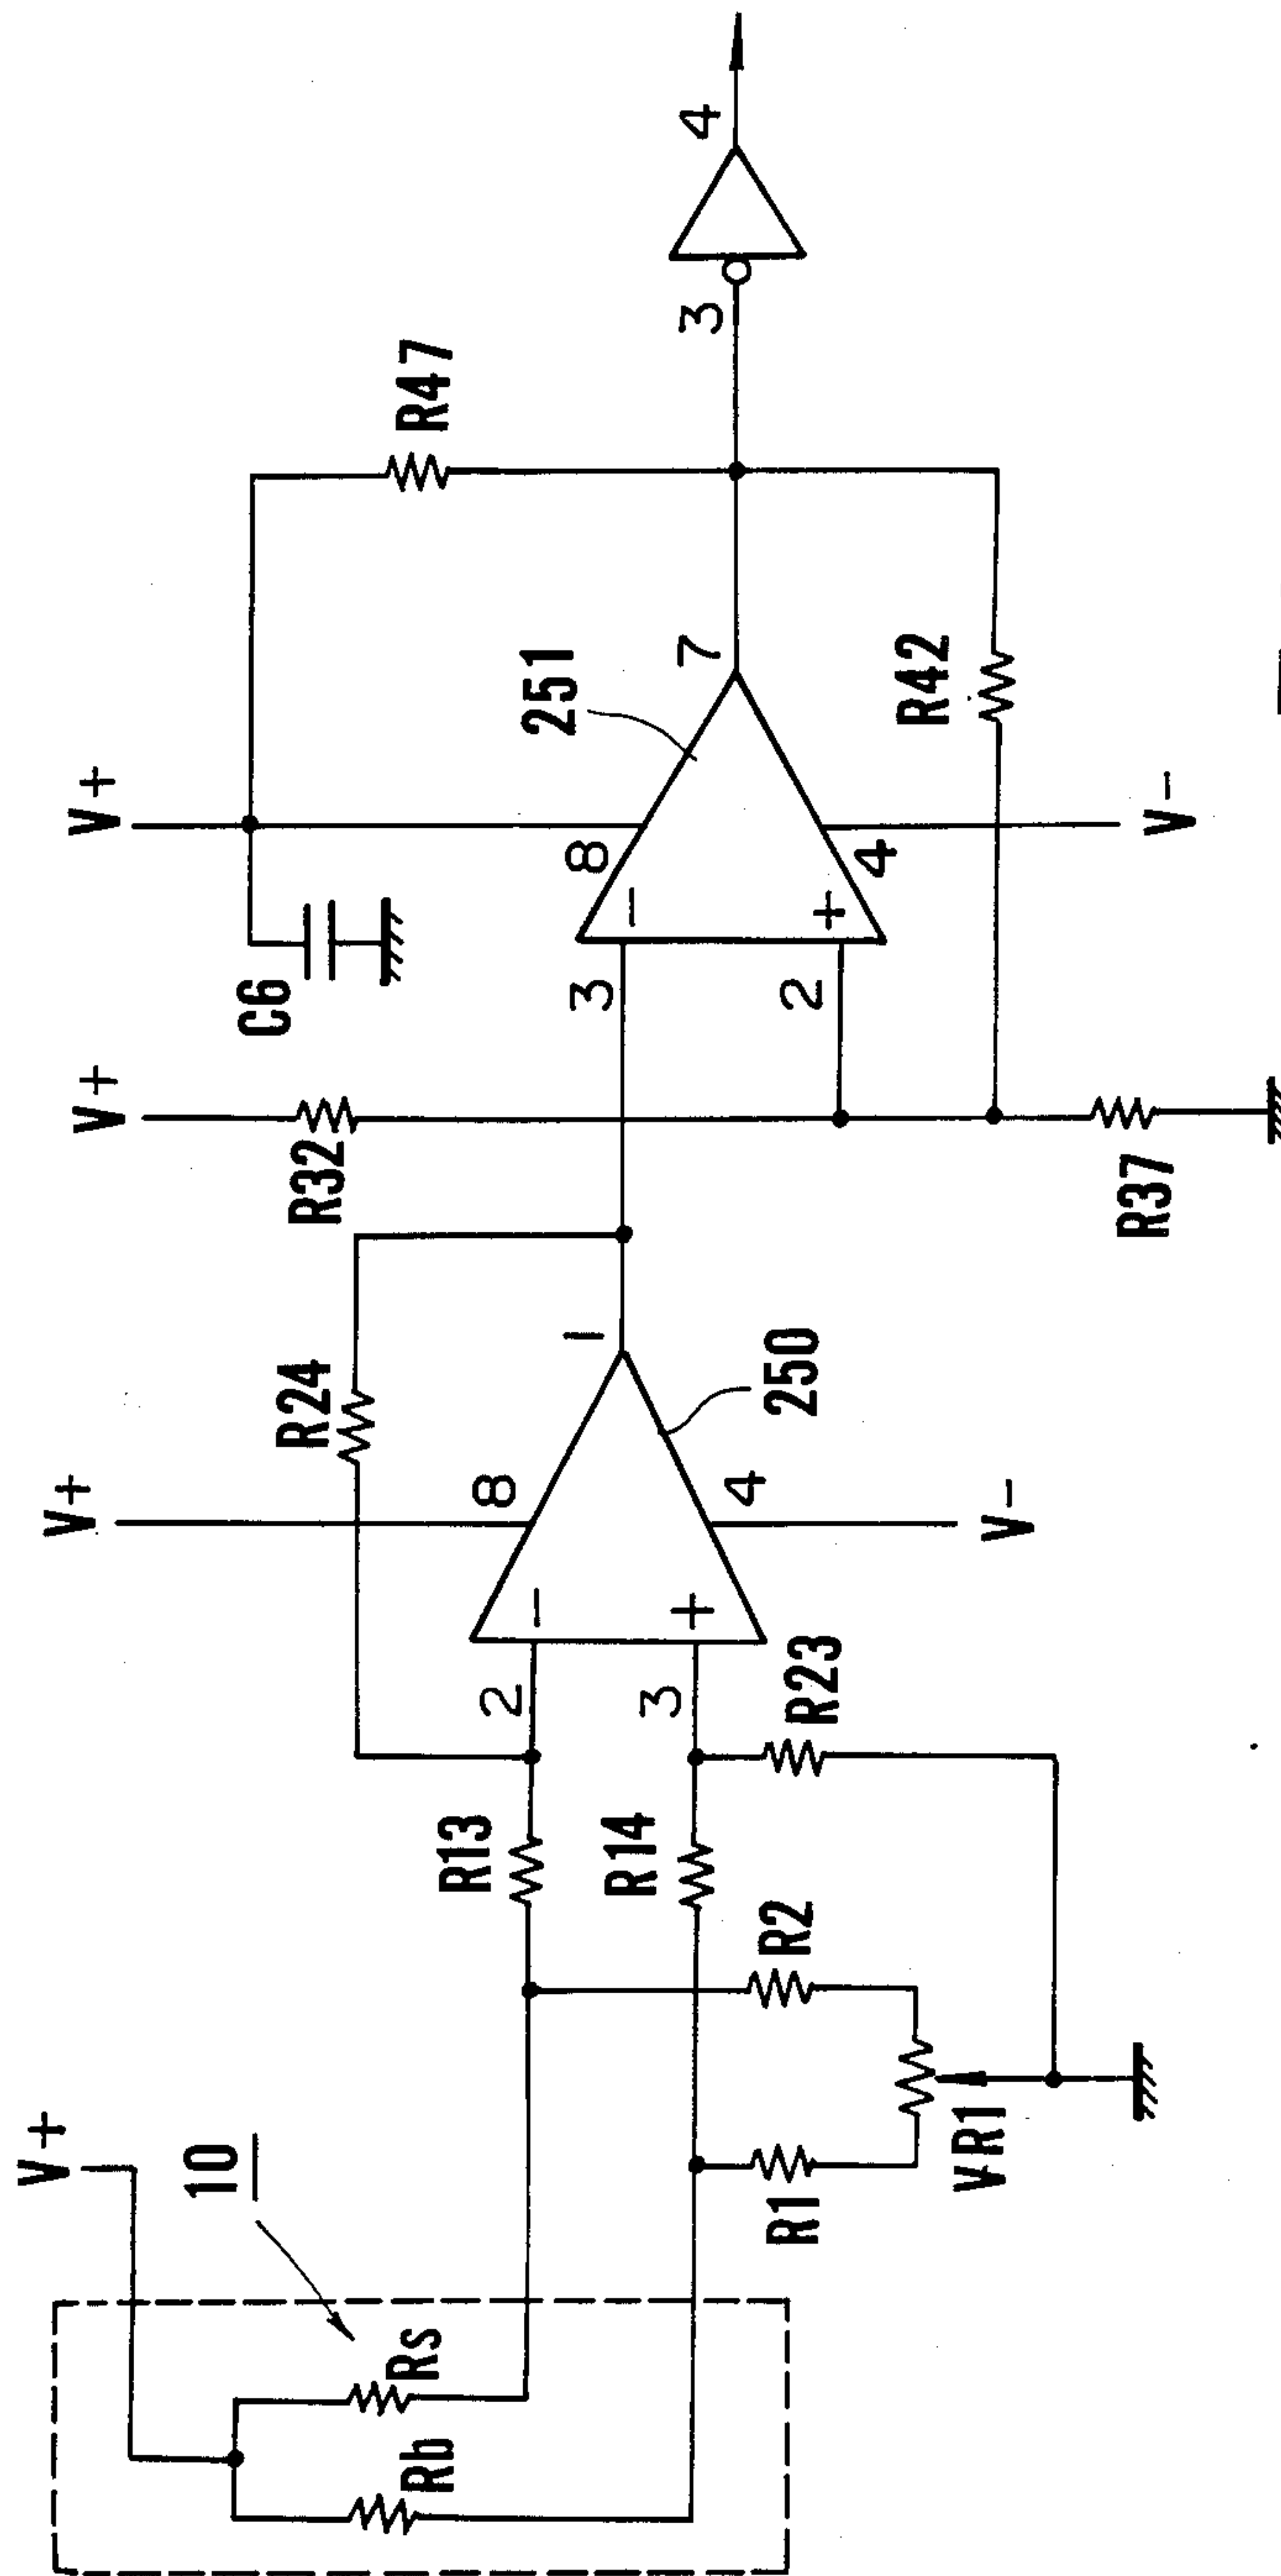 V+
10
Rs
Rb
R1
R2
VR1
R13
R14
R23
2
3
−
+
V+
8
4
V-
250
R24
1
V+
R32
R37
C6
V+
3
2
−
+
8
4
V-
251
7
R42
R47
3
4